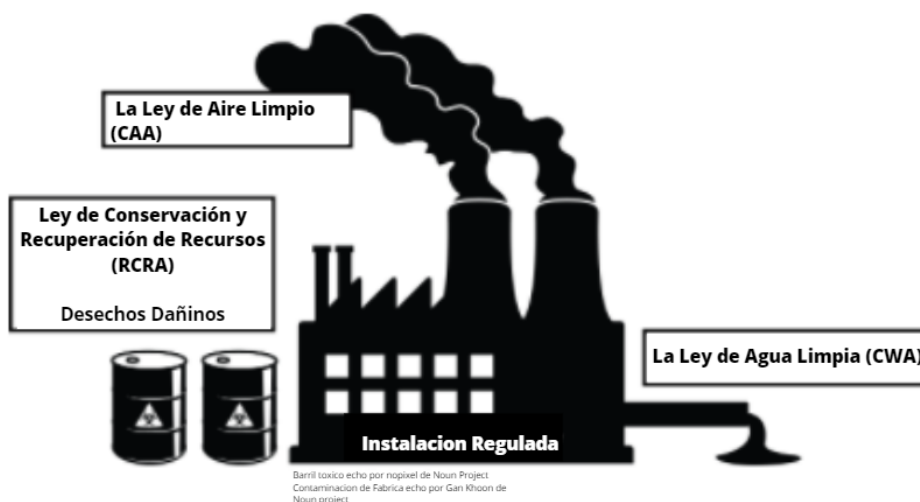 La Ley de Aire Limpio
(CAA)
Ley de Conservación y
Recuperación de Recursos
(RCRA)
Desechos Dañinos
La Ley de Agua Limpia (CWA)
Instalacion Regulada
Barril toxico echo por nopixel de Noun Project
Contaminacion de Fabrica echo por Gan Khoon de
Noun project